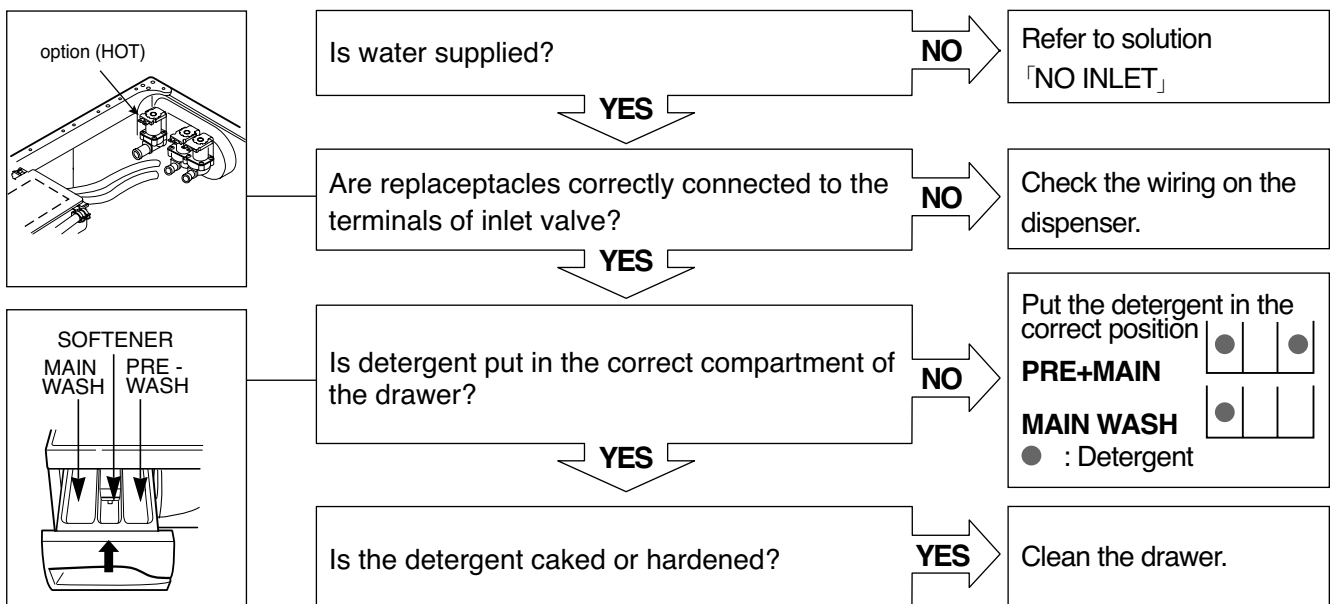 option (HOT)
Is water supplied?
NO
Refer to solution
「NO INLET」
YES
Are replaceptacles correctly connected to the
terminals of inlet valve?
NO
Check the wiring on the
dispenser.
YES
SOFTENER
MAIN
WASH
PRE -
WASH
Is detergent put in the correct compartment of
the drawer?
NO
Put the detergent in the
correct position
PRE+MAIN
MAIN WASH
: Detergent
YES
Is the detergent caked or hardened?
YES
Clean the drawer.